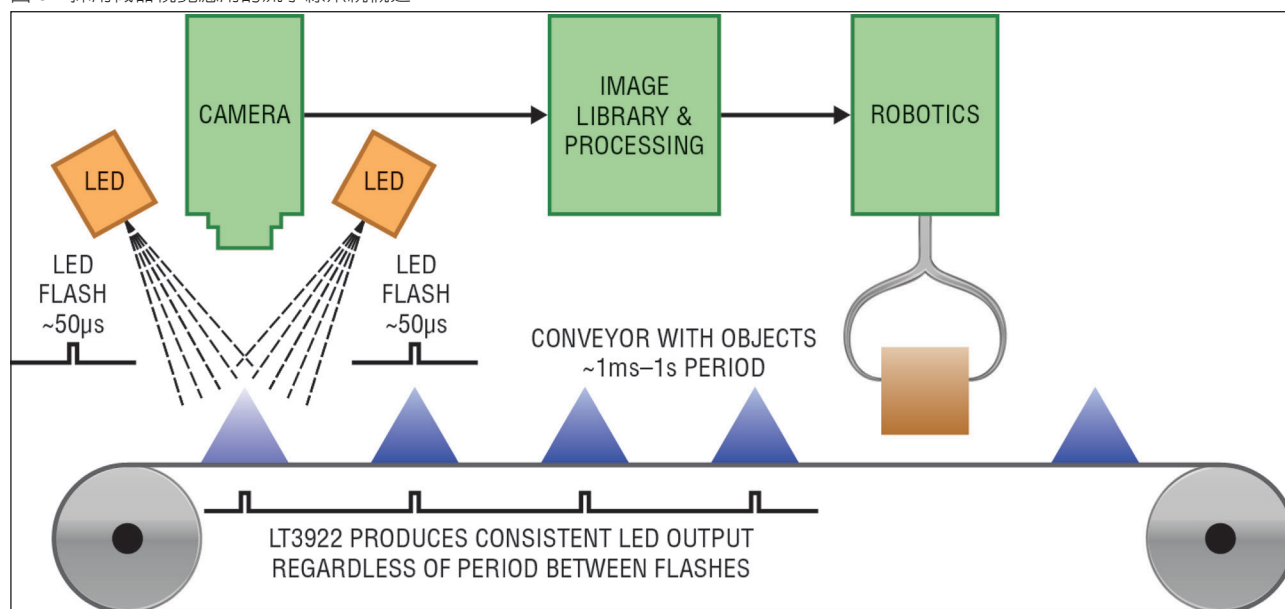 CAMERA
IMAGE
LIBRARY &
PROCESSING
ROBOTICS
LED
LED
LED
FLASH
~50µs
LED
FLASH
~50µs
CONVEYOR WITH OBJECTS
~1ms–1s PERIOD
LT3922 PRODUCES CONSISTENT LED OUTPUT
REGARDLESS OF PERIOD BETWEEN FLASHES